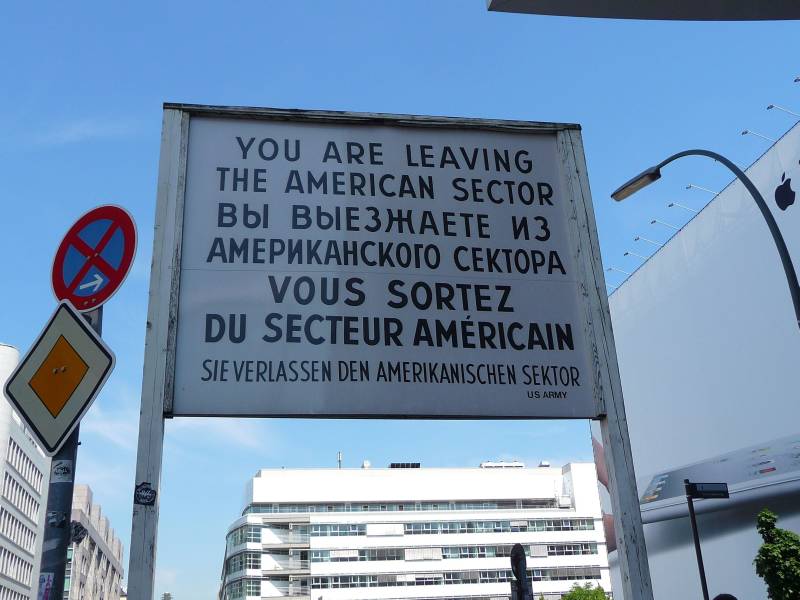 YOU ARE LEAVING
THE AMERICAN SECTOR
ВЫ ВЫЕЗЖАЕТЕ ИЗ
АМЕРИКАНСКОГО СЕКТОРА
VOUS SORTEZ
DU SECTEUR AMÉRICAIN
SIE VERLASSEN DEN AMERIKANISCHEN SEKTOR
US ARMY